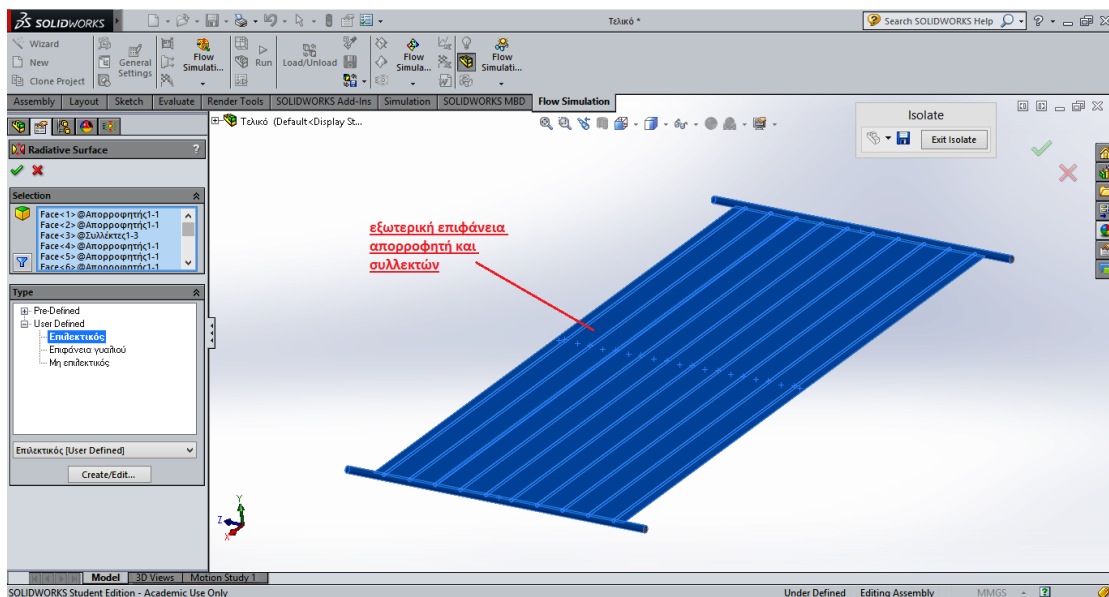 SOLIDWORKS
Τελικό *
Search SOLIDWORKS Help
Wizard
New
Clone Project
General Settings
Flow Simulati...
Run
Load/Unload
Flow Simula...
Flow Simulati...
Assembly Layout Sketch Evaluate Render Tools SOLIDWORKS Add-Ins Simulation SOLIDWORKS MBD Flow Simulation
Τελικό (Default<Display St...
Isolate
Exit Isolate
Radiative Surface ?
Selection
Face<1>@Απορροφητής1-1
Face<2>@Απορροφητής1-1
Face<3>@Συλλέκτες1-3
Face<4>@Απορροφητής1-1
Face<5>@Απορροφητής1-1
Face<6>@Απορροφητής1-1
Type
Pre-Defined
User Defined
Επιλεκτικός
Επιφάνεια γυαλιού
Μη επιλεκτικός
Επιλεκτικός [User Defined]
Create/Edit...
εξωτερική επιφάνεια
απορροφητή και
συλλεκτών
Y
Z
X
Model 3D Views Motion Study 1
SOLIDWORKS Student Edition - Academic Use Only
Under Defined Editing Assembly MMGS